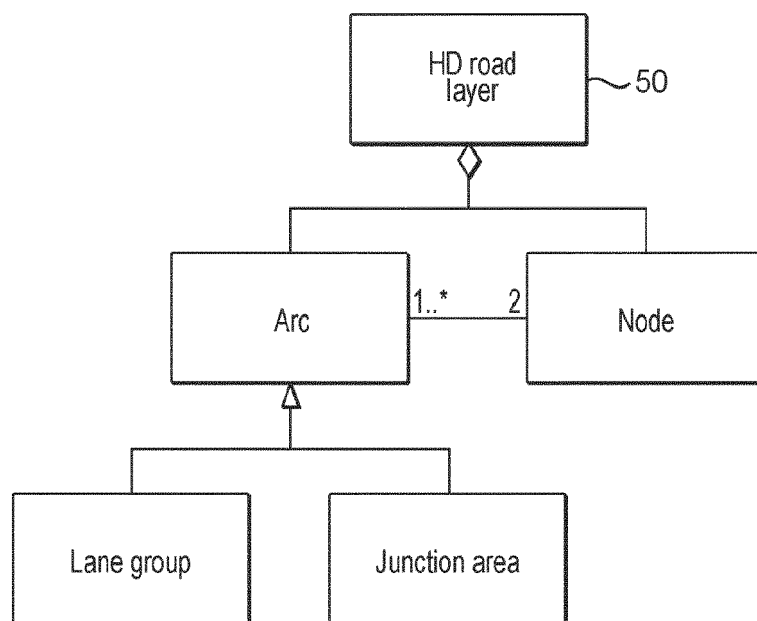 HD road
layer
50
Arc
1..*
2
Node
Lane group
Junction area